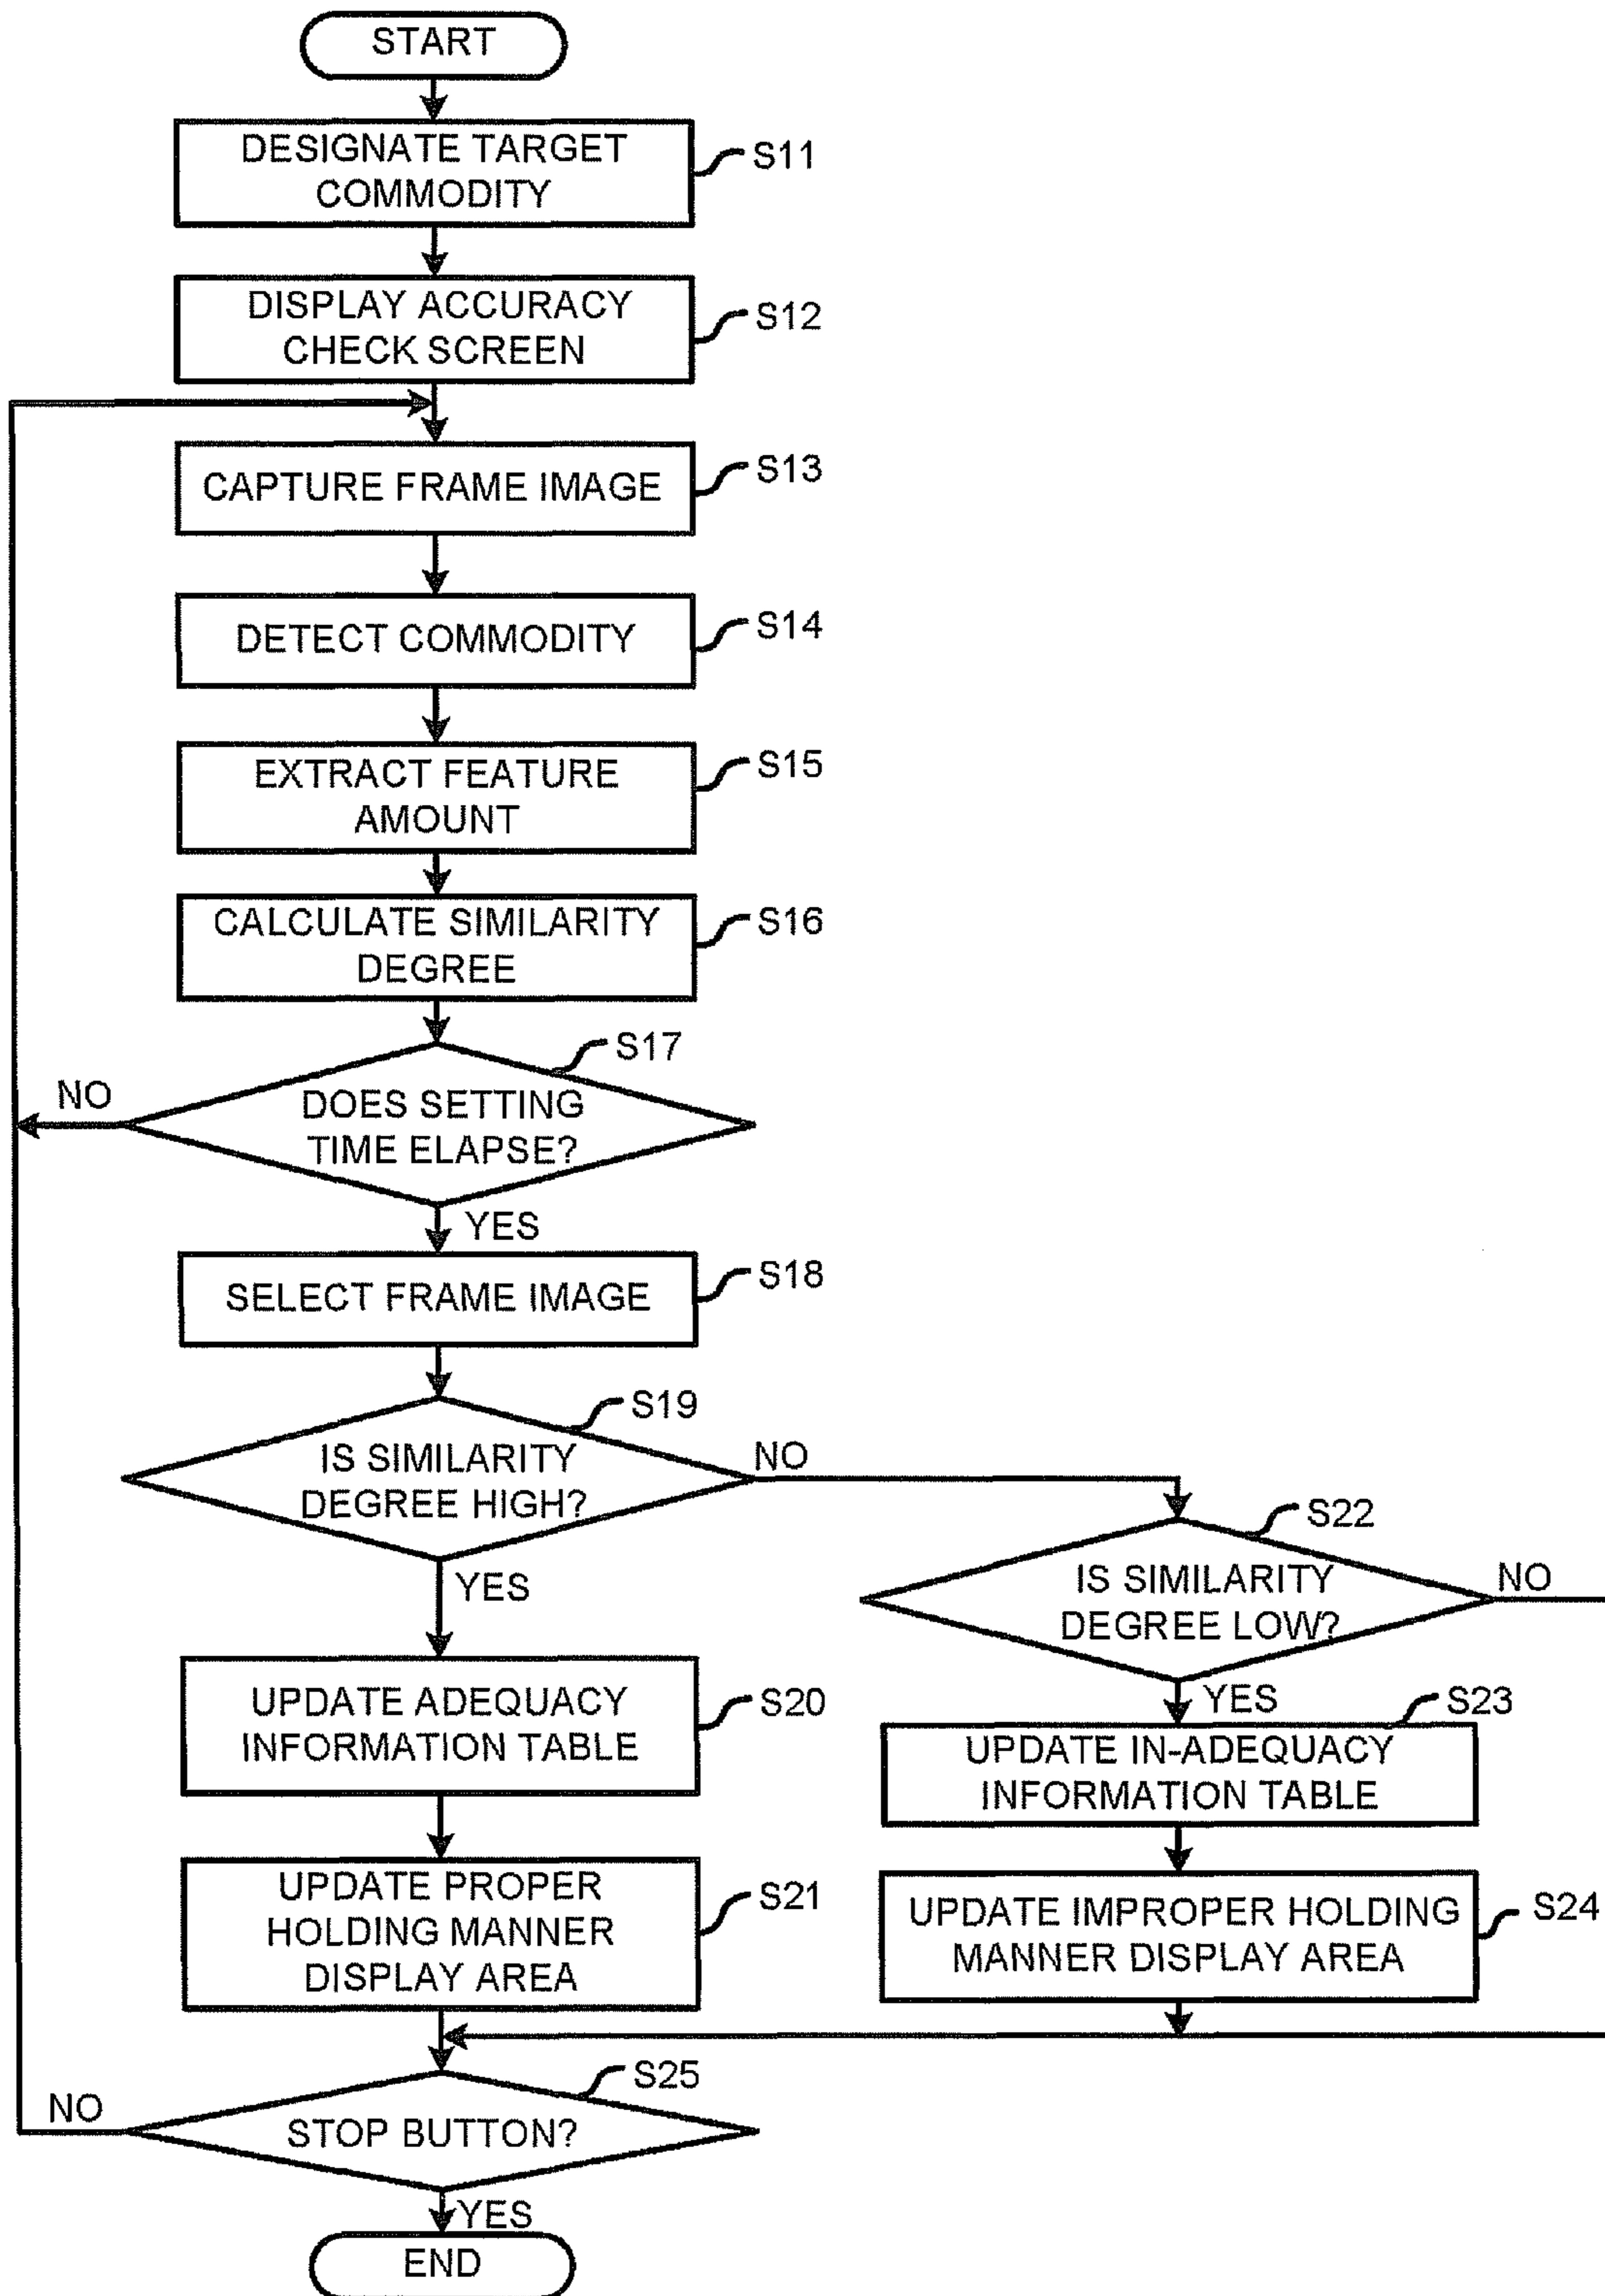 START
DESIGNATE TARGET
COMMODITY
S11
DISPLAY ACCURACY
CHECK SCREEN
S12
CAPTURE FRAME IMAGE
S13
DETECT COMMODITY
S14
EXTRACT FEATURE
AMOUNT
S15
CALCULATE SIMILARITY
DEGREE
S16
S17
NO
DOES SETTING
TIME ELAPSE?
YES
SELECT FRAME IMAGE
S18
S19
IS SIMILARITY
DEGREE HIGH?
NO
YES
S22
IS SIMILARITY
DEGREE LOW?
NO
YES
UPDATE ADEQUACY
INFORMATION TABLE
S20
S23
UPDATE IN-ADEQUACY
INFORMATION TABLE
UPDATE PROPER
HOLDING MANNER
DISPLAY AREA
S21
UPDATE IMPROPER HOLDING
MANNER DISPLAY AREA
S24
S25
NO
STOP BUTTON?
YES
END